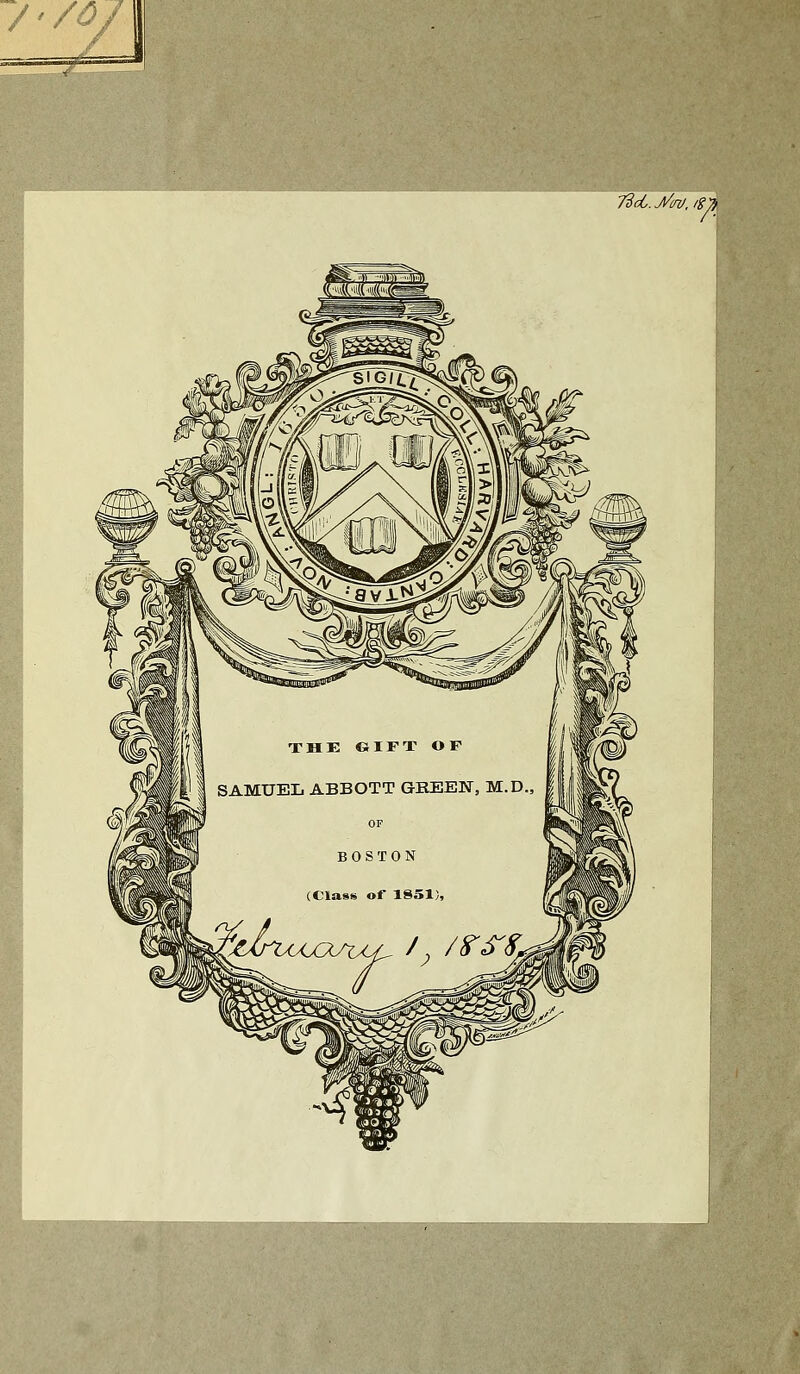 Bd. Nov. 187
SIGILL: COLL: HARVARD: CANTAB: NOV: ANGL: 1650.
ET
CHRISTO
ECCLESIAE
THE GIFT OF
SAMUEL ABBOTT GREEN, M.D.,
OF
BOSTON
(Class of 1851),
February 1, 1858.